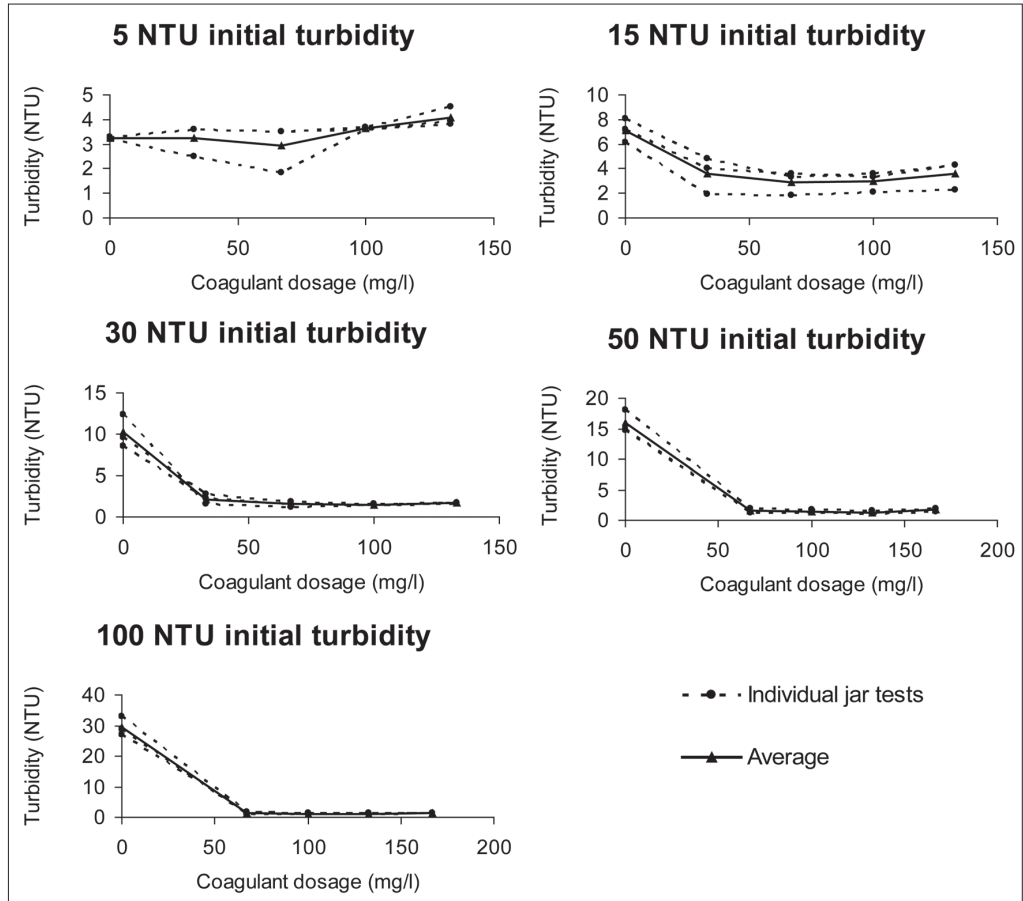 5 NTU initial turbidity
Turbidity (NTU)
5
4
3
2
1
0
0 50 100 150
Coagulant dosage (mg/l)
15 NTU initial turbidity
Turbidity (NTU)
10
8
6
4
2
0
0 50 100 150
Coagulant dosage (mg/l)
30 NTU initial turbidity
Turbidity (NTU)
15
10
5
0
0 50 100 150
Coagulant dosage (mg/l)
50 NTU initial turbidity
Turbidity (NTU)
20
15
10
5
0
0 50 100 150 200
Coagulant dosage (mg/l)
100 NTU initial turbidity
Turbidity (NTU)
40
30
20
10
0
0 50 100 150 200
Coagulant dosage (mg/l)
Individual jar tests
Average